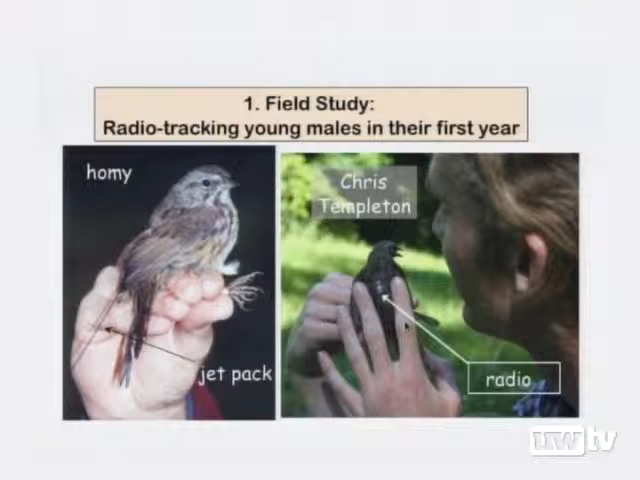 1. Field Study:
Radio-tracking young males in their first year
homy
Chris
Templeton
jet pack
radio
uwtv